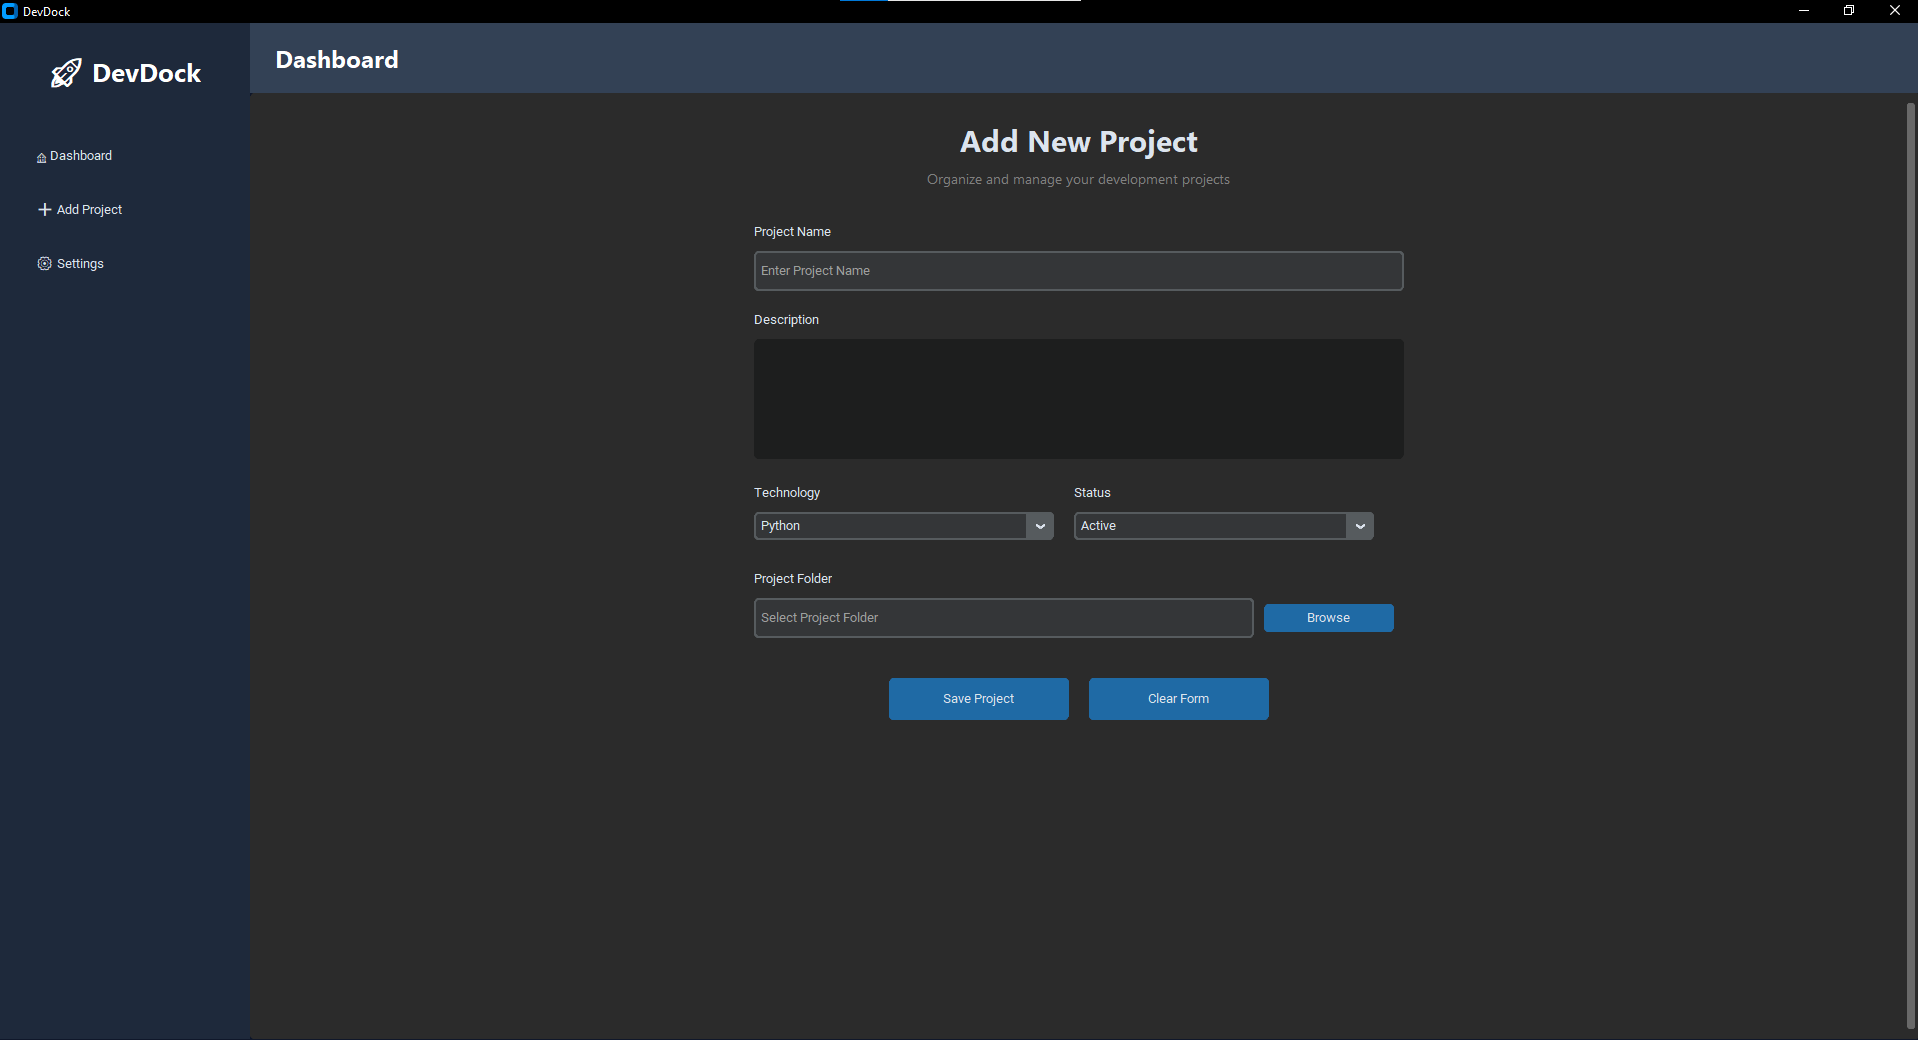 DevDock
DevDock
Dashboard
Dashboard
Add Project
Settings
Add New Project
Organize and manage your development projects
Project Name
Enter Project Name
Description
Technology
Status
Python
Active
Project Folder
Select Project Folder
Browse
Save Project
Clear Form